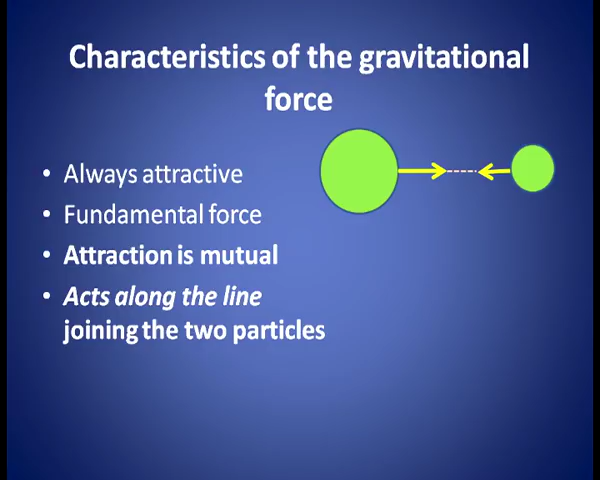 Characteristics of the gravitational
force
• Always attractive
• Fundamental force
• Attraction is mutual
• Acts along the line
joining the two particles